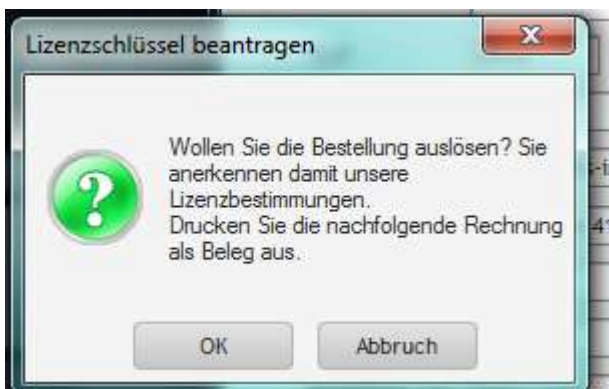 Lizenzschlüssel beantragen
Wollen Sie die Bestellung auslösen? Sie
anerkennen damit unsere
Lizenzbestimmungen.
Drucken Sie die nachfolgende Rechnung
als Beleg aus.
OK
Abbruch